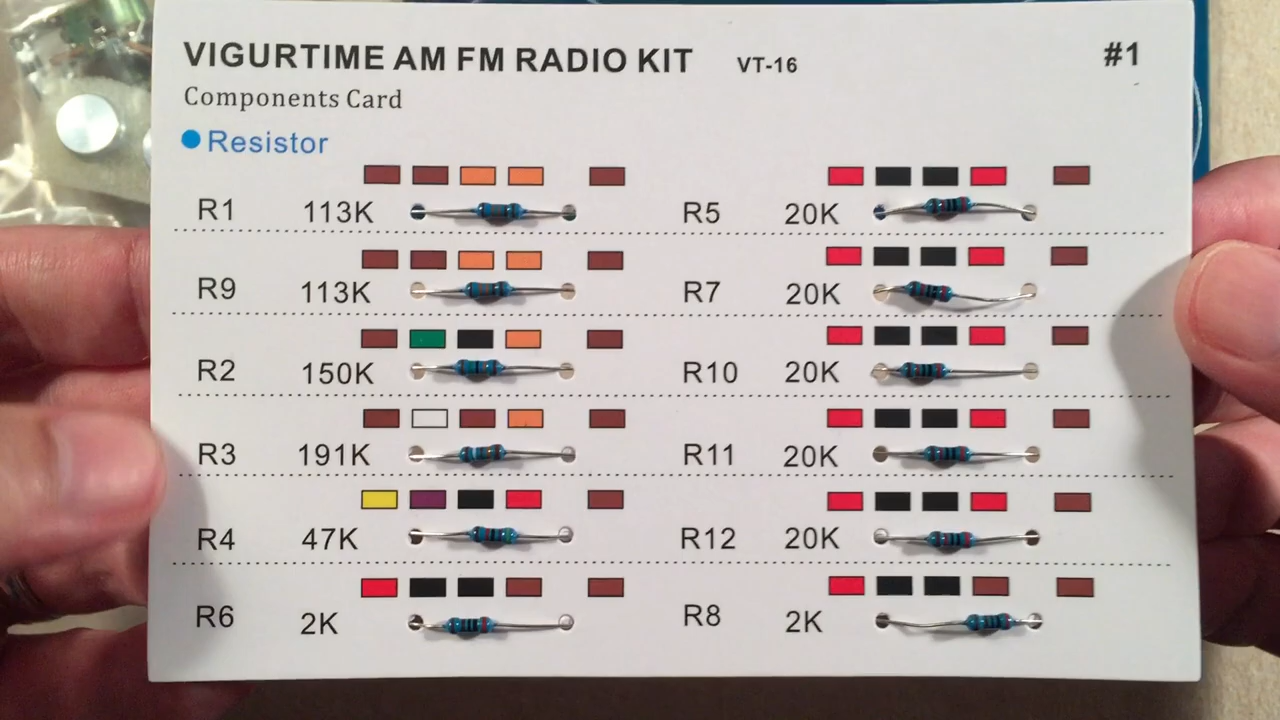 VIGURTIME AM FM RADIO KIT VT-16 #1
Components Card
Resistor
R1 113K R5 20K
R9 113K R7 20K
R2 150K R10 20K
R3 191K R11 20K
R4 47K R12 20K
R6 2K R8 2K